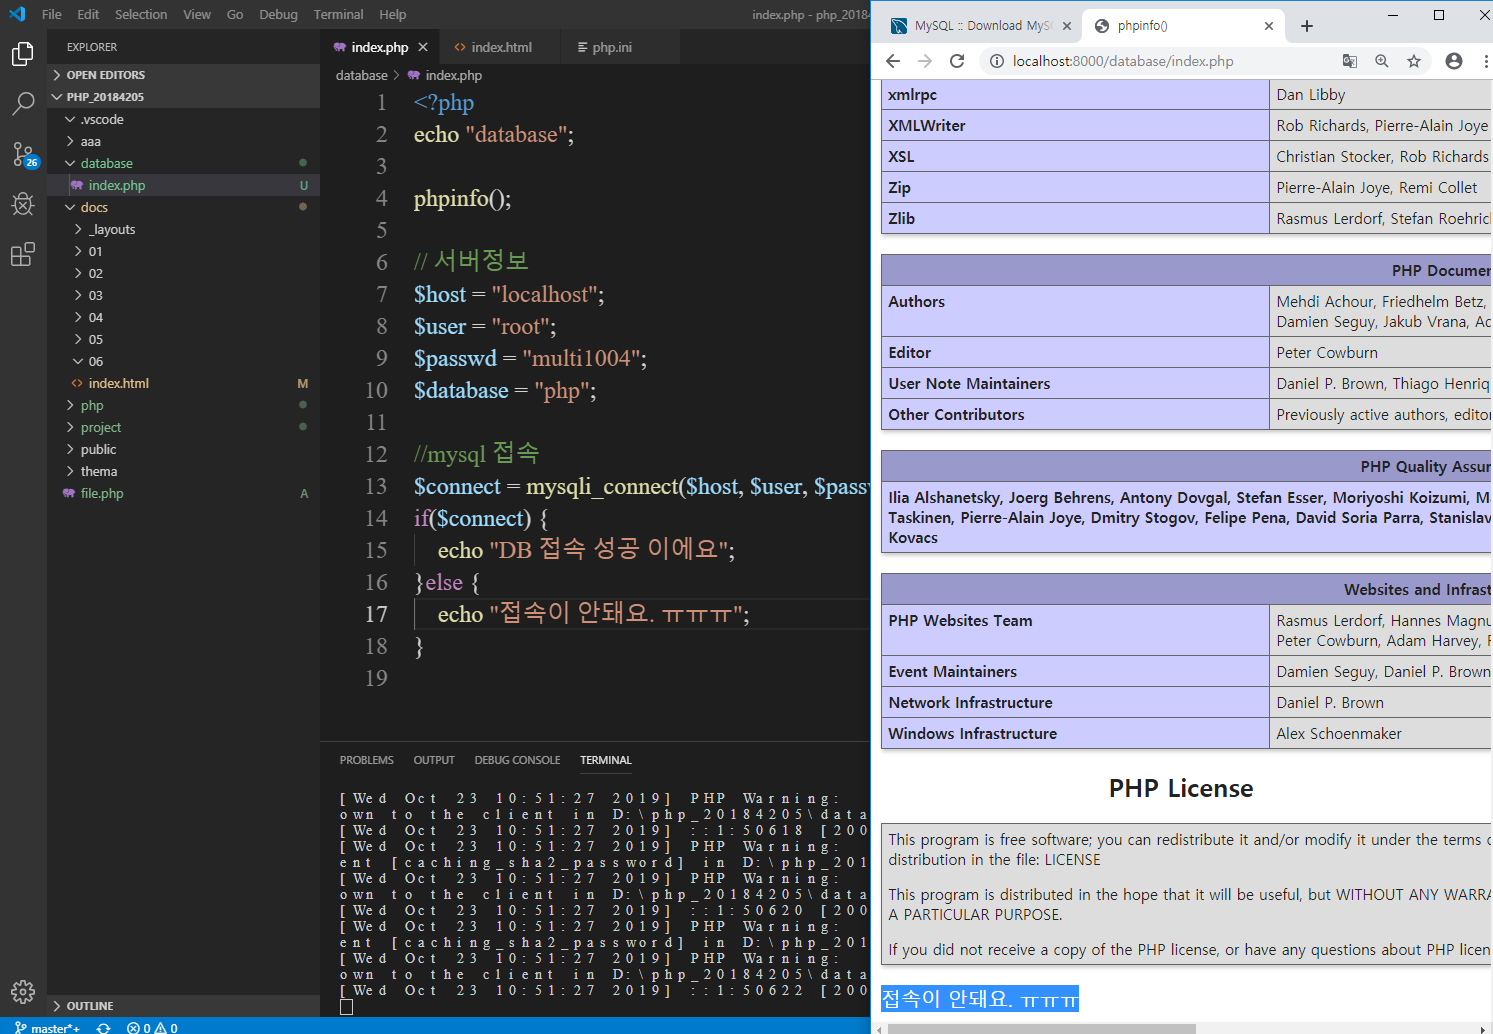 File Edit Selection View Go Debug Terminal Help
index.php - php_2018
EXPLORER
OPEN EDITORS
PHP_20184205
.vscode
aaa
database
index.php U
docs
_layouts
01
02
03
04
05
06
index.html M
php
project
public
thema
file.php A
OUTLINE
26
master*+ 0 0
index.php index.html php.ini
database > index.php
1 <?php
2 echo "database";
3
4 phpinfo();
5
6 // 서버정보
7 $host = "localhost";
8 $user = "root";
9 $passwd = "multi1004";
10 $database = "php";
11
12 //mysql 접속
13 $connect = mysqli_connect($host, $user, $passw
14 if($connect) {
15 echo "DB 접속 성공 이에요";
16 }else {
17 echo "접속이 안돼요. ㅠㅠㅠ";
18 }
19
PROBLEMS OUTPUT DEBUG CONSOLE TERMINAL
[Wed Oct 23 10:51:27 2019] PHP Warning:
own to the client in D:\php_20184205\data
[Wed Oct 23 10:51:27 2019] ::1:50618 [200
[Wed Oct 23 10:51:27 2019] PHP Warning:
ent [caching_sha2_password] in D:\php_201
[Wed Oct 23 10:51:27 2019] PHP Warning:
own to the client in D:\php_20184205\data
[Wed Oct 23 10:51:27 2019] ::1:50620 [200
[Wed Oct 23 10:51:27 2019] PHP Warning:
ent [caching_sha2_password] in D:\php_201
[Wed Oct 23 10:51:27 2019] PHP Warning:
own to the client in D:\php_20184205\data
[Wed Oct 23 10:51:27 2019] ::1:50622 [200
MySQL :: Download MyS phpinfo()
localhost:8000/database/index.php
xmlrpc Dan Libby
XMLWriter Rob Richards, Pierre-Alain Joye
XSL Christian Stocker, Rob Richards
Zip Pierre-Alain Joye, Remi Collet
Zlib Rasmus Lerdorf, Stefan Roehric
PHP Documen
Authors Mehdi Achour, Friedhelm Betz,
Damien Seguy, Jakub Vrana, Ad
Editor Peter Cowburn
User Note Maintainers Daniel P. Brown, Thiago Henriq
Other Contributors Previously active authors, editor
PHP Quality Assur
Ilia Alshanetsky, Joerg Behrens, Antony Dovgal, Stefan Esser, Moriyoshi Koizumi, M
Taskinen, Pierre-Alain Joye, Dmitry Stogov, Felipe Pena, David Soria Parra, Stanislav
Kovacs
Websites and Infrast
PHP Websites Team Rasmus Lerdorf, Hannes Magnu
Peter Cowburn, Adam Harvey,
Event Maintainers Damien Seguy, Daniel P. Brown
Network Infrastructure Daniel P. Brown
Windows Infrastructure Alex Schoenmaker
PHP License
This program is free software; you can redistribute it and/or modify it under the terms
distribution in the file: LICENSE
This program is distributed in the hope that it will be useful, but WITHOUT ANY WARRA
A PARTICULAR PURPOSE.
If you did not receive a copy of the PHP license, or have any questions about PHP licen
접속이 안돼요. ㅠㅠㅠ